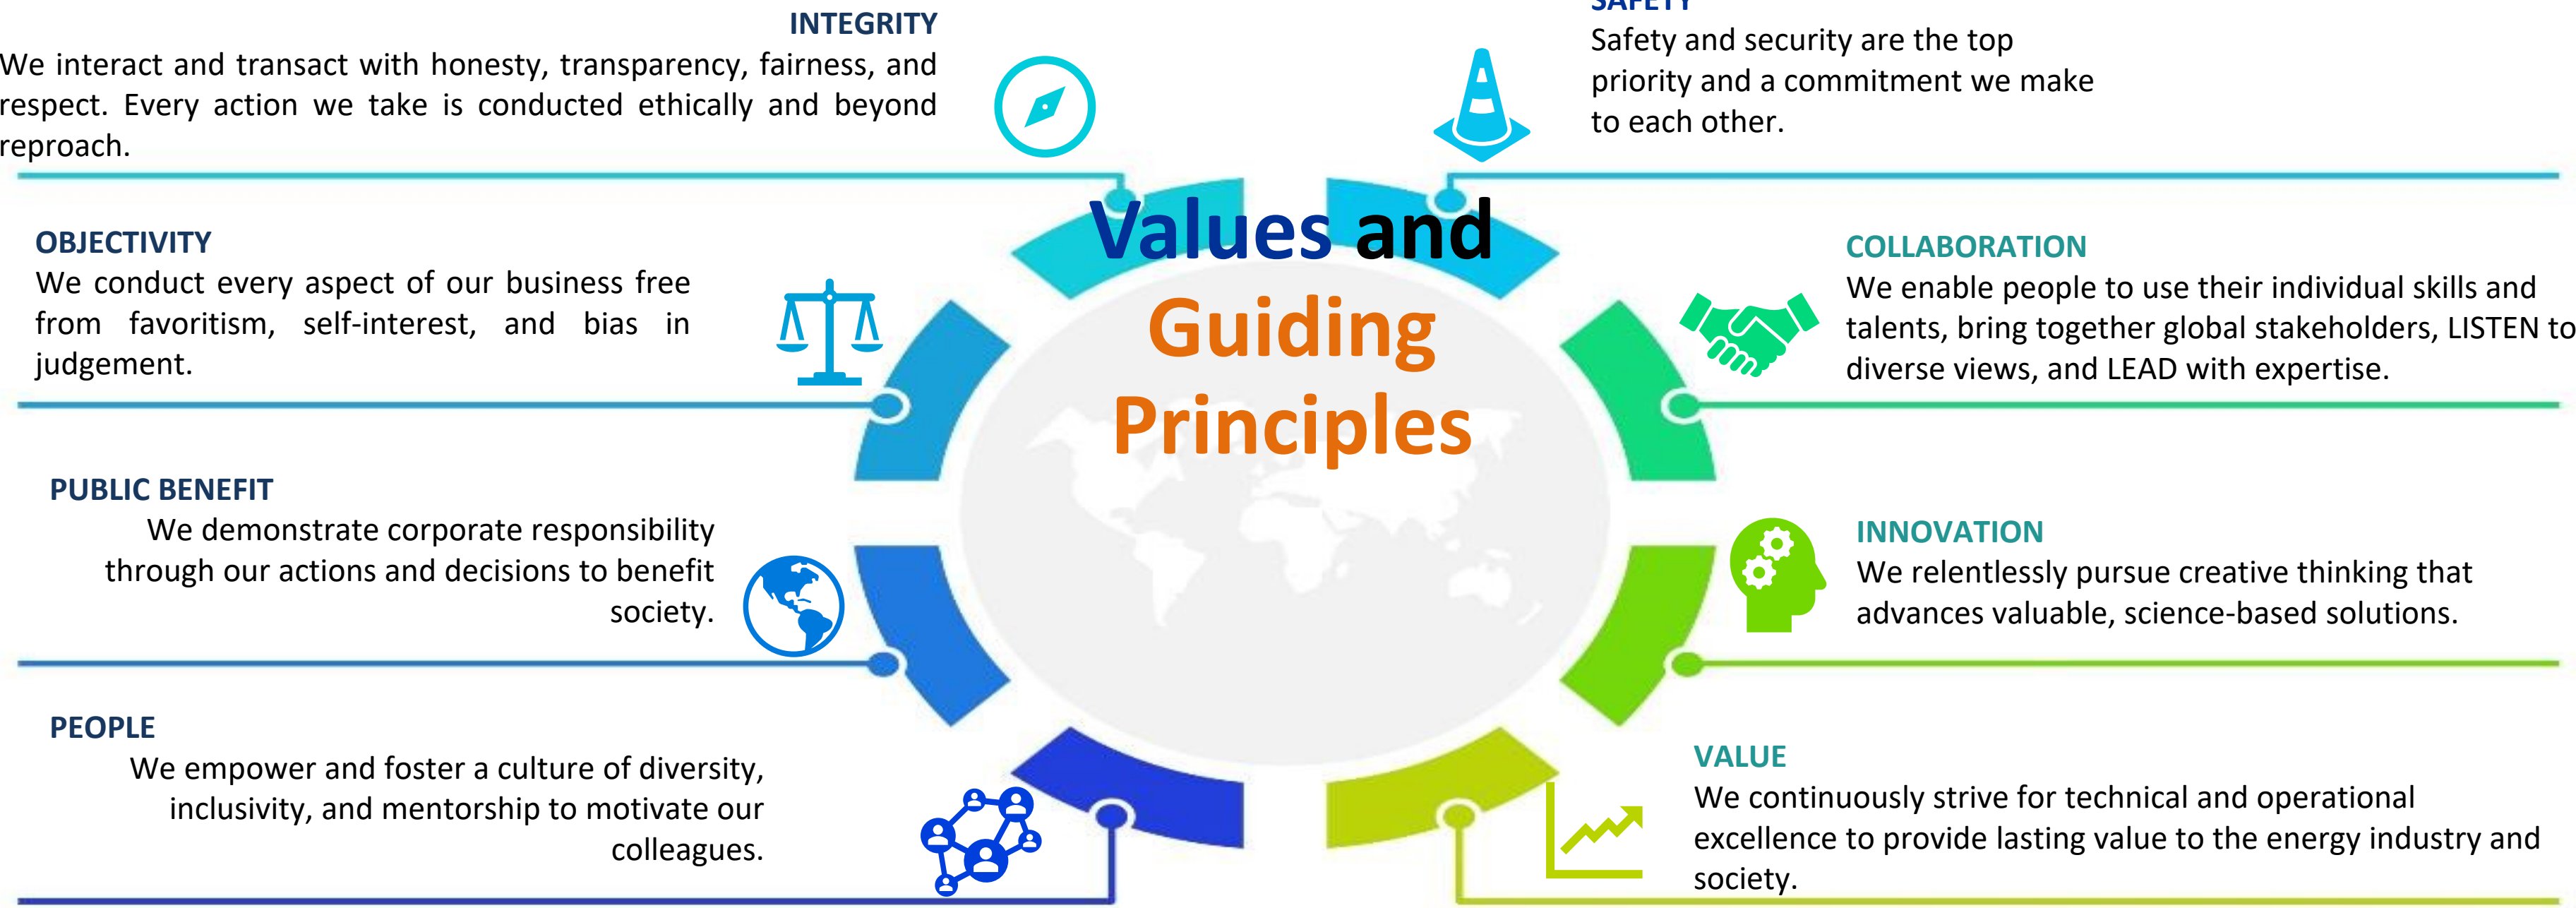 INTEGRITY
We interact and transact with honesty, transparency, fairness, and
respect. Every action we take is conducted ethically and beyond
reproach.
SAFETY
Safety and security are the top
priority and a commitment we make
to each other.
Values and
Guiding
Principles
OBJECTIVITY
We conduct every aspect of our business free
from favoritism, self-interest, and bias in
judgement.
COLLABORATION
We enable people to use their individual skills and
talents, bring together global stakeholders, LISTEN to
diverse views, and LEAD with expertise.
PUBLIC BENEFIT
We demonstrate corporate responsibility
through our actions and decisions to benefit
society.
INNOVATION
We relentlessly pursue creative thinking that
advances valuable, science-based solutions.
PEOPLE
We empower and foster a culture of diversity,
inclusivity, and mentorship to motivate our
colleagues.
VALUE
We continuously strive for technical and operational
excellence to provide lasting value to the energy industry and
society.